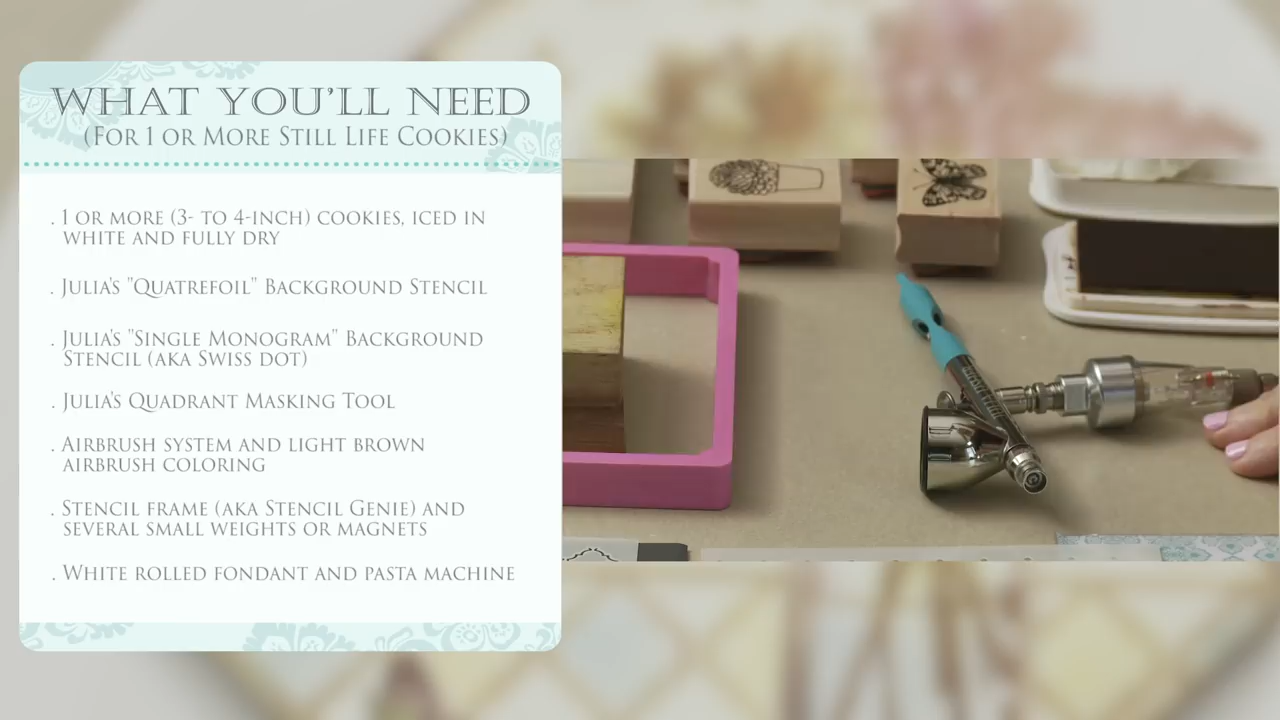 WHAT YOU'LL NEED
(For 1 or More Still Life Cookies)
. 1 or more (3- to 4-inch) cookies, iced in
white and fully dry
. Julia's "Quatrefoil" Background Stencil
. Julia's "Single Monogram" Background
Stencil (aka Swiss dot)
. Julia's Quadrant Masking Tool
. Airbrush system and light brown
airbrush coloring
. Stencil frame (aka Stencil Genie) and
several small weights or magnets
. White rolled fondant and pasta machine